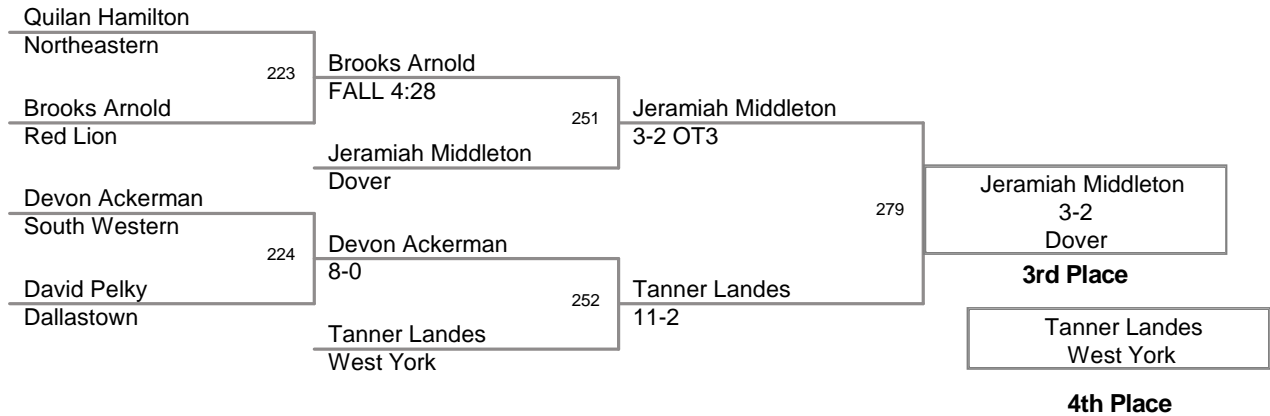 Quilan Hamilton
Northeastern
223
Brooks Arnold
Red Lion
Brooks Arnold
FALL 4:28
251
Jeramiah Middleton
Dover
Jeramiah Middleton
3-2 OT3
Devon Ackerman
South Western
224
David Pelky
Dallastown
Devon Ackerman
8-0
252
Tanner Landes
West York
Tanner Landes
11-2
279
Jeramiah Middleton
3-2
Dover
3rd Place
Tanner Landes
West York
4th Place